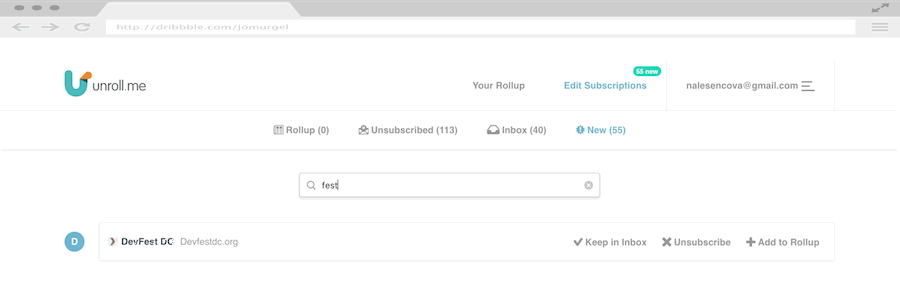 http://dribbble.com/jomurgel
55 new
unroll.me Your Rollup Edit Subscriptions nalesencova@gmail.com
Rollup (0) Unsubscribed (113) Inbox (40) New (55)
fest
D DevFest DC Devfestdc.org Keep in Inbox Unsubscribe Add to Rollup